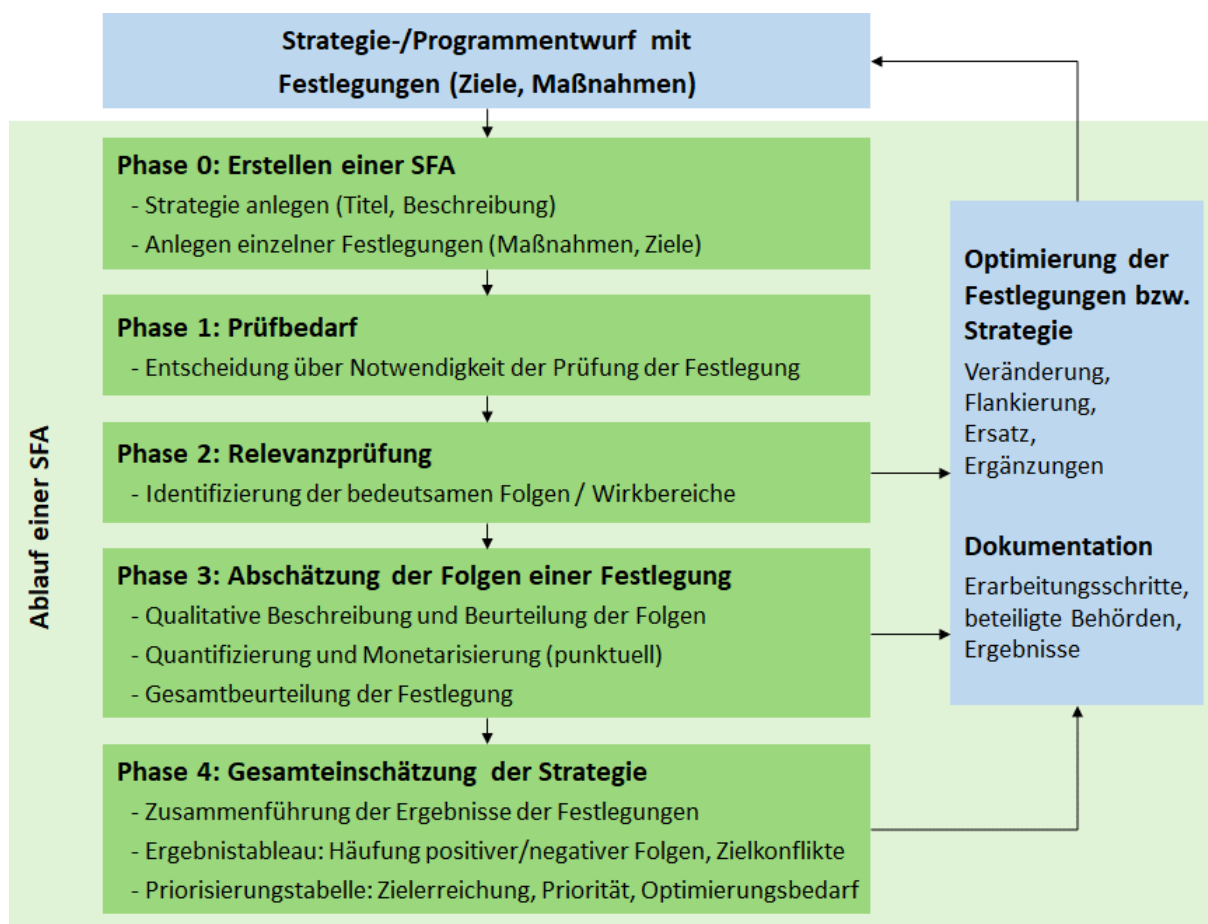 Strategie-/Programmentwurf mit
Festlegungen (Ziele, Maßnahmen)
Ablauf einer SFA
Phase 0: Erstellen einer SFA
- Strategie anlegen (Titel, Beschreibung)
- Anlegen einzelner Festlegungen (Maßnahmen, Ziele)
Phase 1: Prüfbedarf
- Entscheidung über Notwendigkeit der Prüfung der Festlegung
Phase 2: Relevanzprüfung
- Identifizierung der bedeutsamen Folgen / Wirkbereiche
Phase 3: Abschätzung der Folgen einer Festlegung
- Qualitative Beschreibung und Beurteilung der Folgen
- Quantifizierung und Monetarisierung (punktuell)
- Gesamtbeurteilung der Festlegung
Phase 4: Gesamteinschätzung der Strategie
- Zusammenführung der Ergebnisse der Festlegungen
- Ergebnistableau: Häufung positiver/negativer Folgen, Zielkonflikte
- Priorisierungstabelle: Zielerreichung, Priorität, Optimierungsbedarf
Optimierung der
Festlegungen bzw.
Strategie
Veränderung,
Flankierung,
Ersatz,
Ergänzungen
Dokumentation
Erarbeitungsschritte,
beteiligte Behörden,
Ergebnisse